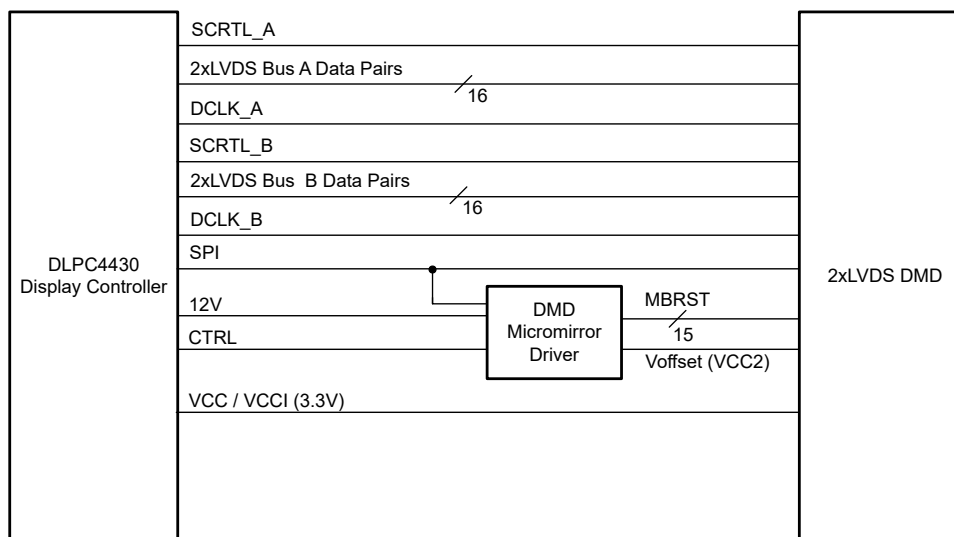 SCRTL_A
2xLVDS Bus A Data Pairs
16
DCLK_A
SCRTL_B
2xLVDS Bus B Data Pairs
16
DCLK_B
SPI
DLPC4430
Display Controller
2xLVDS DMD
12V
CTRL
DMD
Micromirror
Driver
MBRST
15
Voffset (VCC2)
VCC / VCCI (3.3V)